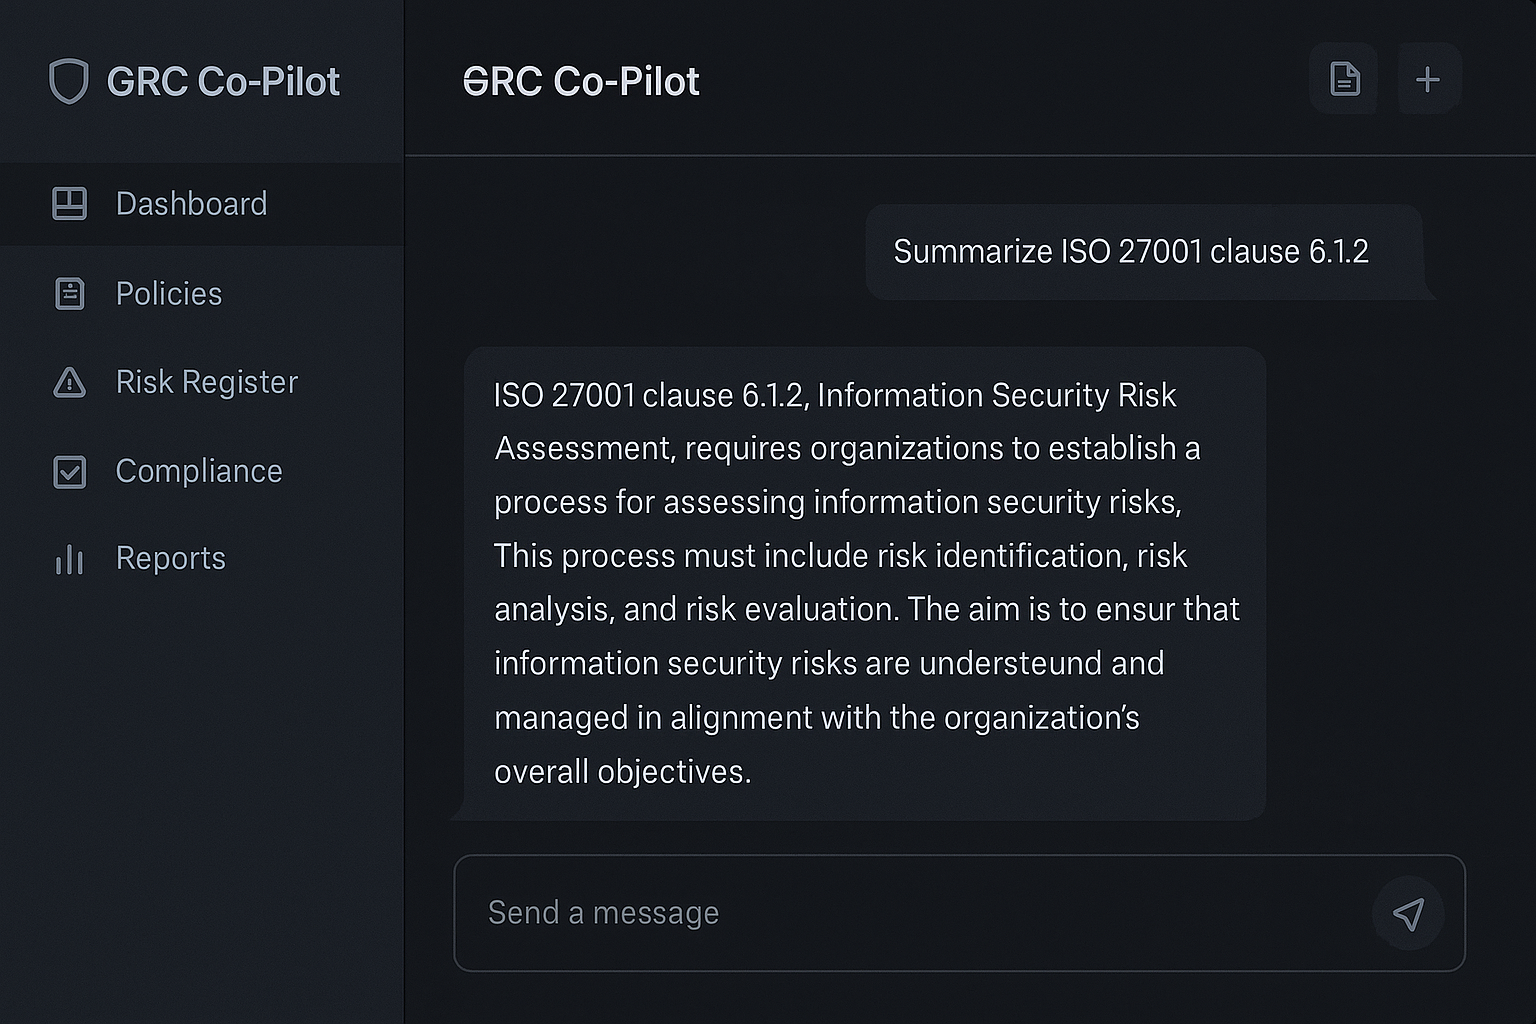 GRC Co-Pilot
Dashboard
Policies
Risk Register
Compliance
Reports
GRC Co-Pilot
Summarize ISO 27001 clause 6.1.2
ISO 27001 clause 6.1.2, Information Security Risk
Assessment, requires organizations to establish a
process for assessing information security risks,
This process must include risk identification, risk
analysis, and risk evaluation. The aim is to ensur that
information security risks are understeund and
managed in alignment with the organization’s
overall objectives.
Send a message